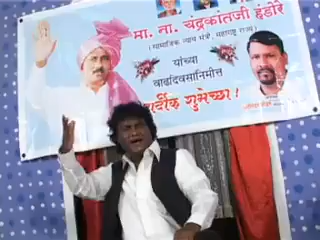 मा. ना. चंद्रकांतजी हंडोरे
(सामाजिक न्याय मंत्री, महाराष्ट्र राज्य)
यांच्या
वाढदिवसानिमीत्त
हार्दीक शुभेच्छा!